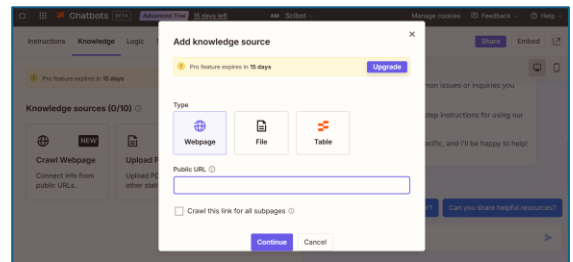 Chatbots BETA Advanced Trial 15 days left Scibot Manage cookies Feedback Help
Instructions Knowledge Logic Share Embed
Add knowledge source
Pro feature expires in 15 days Upgrade
Pro feature expires in 15 days
mon issues or inquiries you
Type
step instructions for using our
Knowledge sources (0/10)
Webpage File Table
ecific, and I'll be happy to help!
NEW
Crawl Webpage Upload
Connect info from Upload
public URLs. other
Public URL
Crawl this link for all subpages
Can you share helpful resources?
Continue Cancel